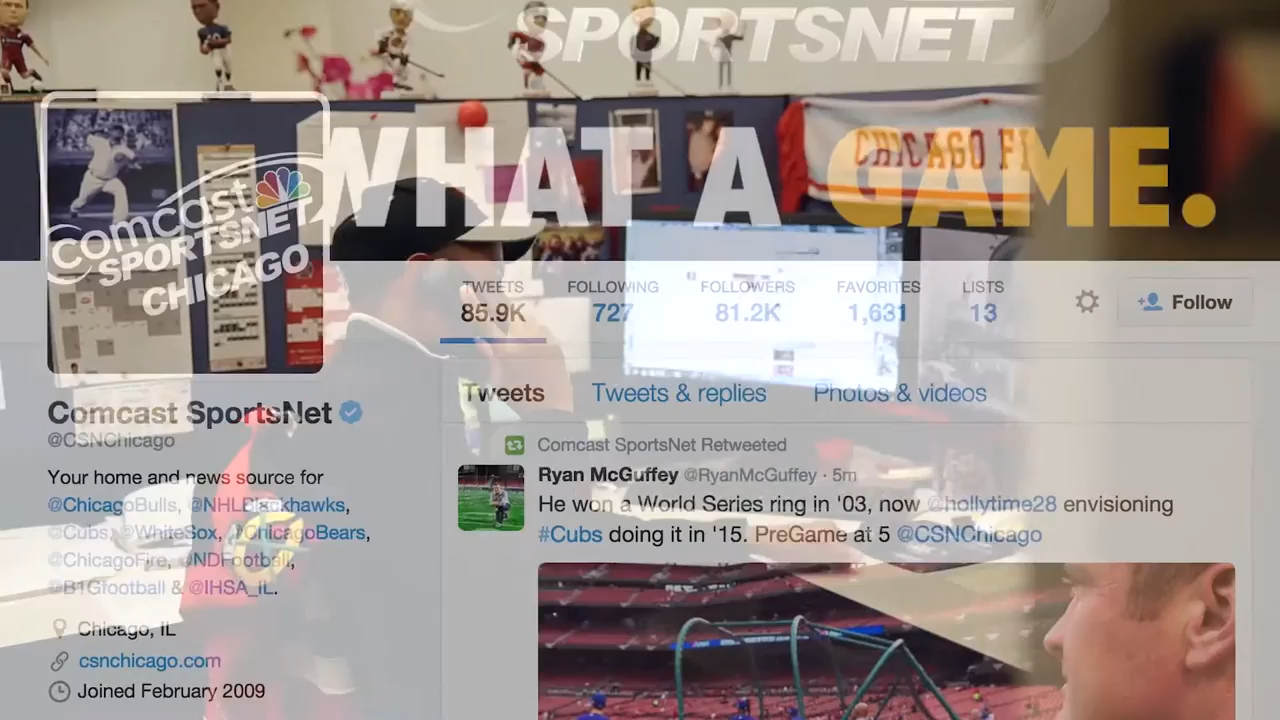 SPORTSNET
WHAT A GAME.
CHICAGO FI
Comcast
SPORTSNET
CHICAGO
TWEETS
85.9K
FOLLOWING
727
FOLLOWERS
81.2K
FAVORITES
1,631
LISTS
13
Follow
Comcast SportsNet
@CSNChicago
Your home and news source for
@ChicagoBulls, @NHLBlackhawks,
@Cubs, @WhiteSox, @ChicagoBears,
@ChicagoFire, @NDFootball,
@B1Gfootball & @IHSA_IL.
Chicago, IL
csnchicago.com
Joined February 2009
Tweets
Tweets & replies
Photos & videos
Comcast SportsNet Retweeted
Ryan McGuffey @RyanMcGuffey · 5m
He won a World Series ring in '03, now @hollytime28 envisioning
#Cubs doing it in '15. PreGame at 5 @CSNChicago